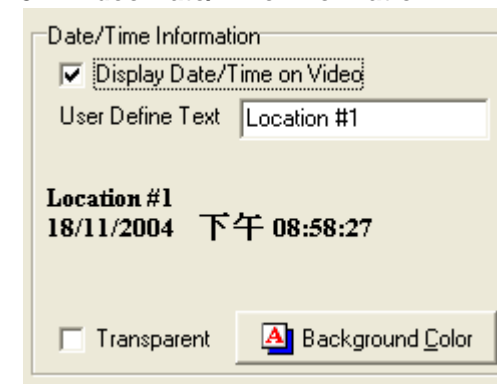 Date/Time Information
Display Date/Time on Video
User Define Text Location #1
Location #1
18/11/2004 下午 08:58:27
Transparent Background Color